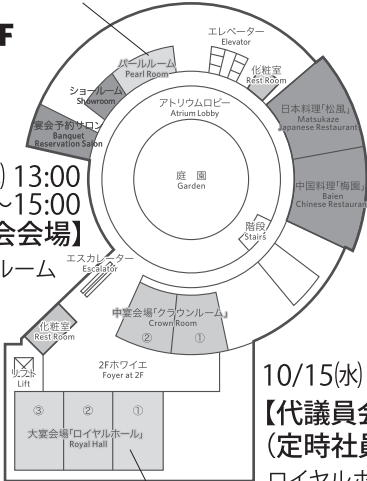 F
エレベーター
Elevator
パールルーム
Pearl Room
化粧室
Rest Room
ショールーム
Showroom
アトリウムロビー
Atrium Lobby
日本料理「松風」
Matsukaze
Japanese Restaurant
宴会予約サロン
Banquet
Reservation Salon
) 13:00
~15:00
会会場】
ルーム
庭 園
Garden
中国料理「梅園」
Baien
Chinese Restaurant
階段
Stairs
エスカレーター
Escalator
中宴会場「クラウンルーム」
Crown Room
② ①
化粧室
Rest Room
リフト
Lift
2Fホワイエ
Foyer at 2F
③ ② ①
大宴会場「ロイヤルホール」
Royal Hall
10/15(水)
【代議員会
(定時社員
ロイヤルホ